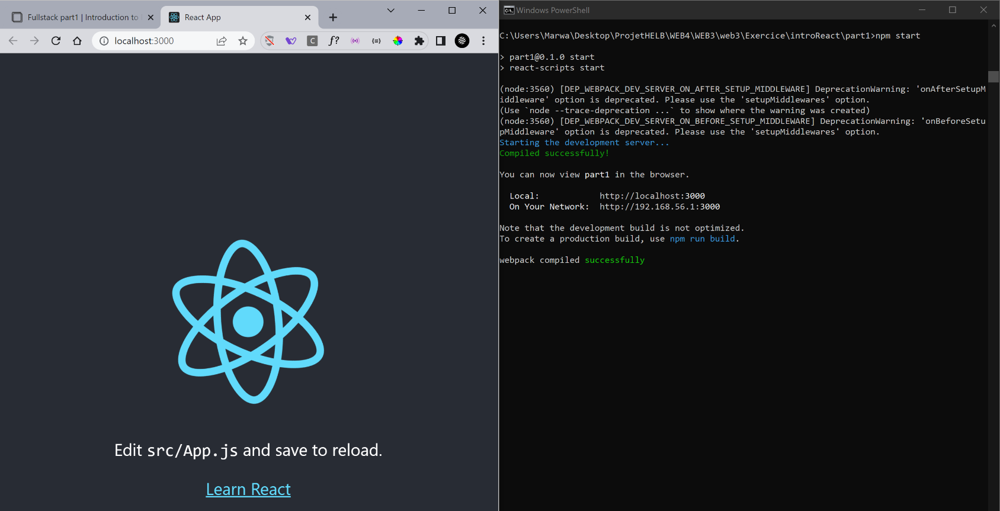 Fullstack part1 | Introduction to
React App
localhost:3000
C
f?
{≡}
Edit src/App.js and save to reload.
Learn React
Windows PowerShell
C:\Users\Marwa\Desktop\ProjetHELB\WEB4\WEB3\web3\Exercice\introReact\part1>npm start
> part1@0.1.0 start
> react-scripts start
(node:3560) [DEP_WEBPACK_DEV_SERVER_ON_AFTER_SETUP_MIDDLEWARE] DeprecationWarning: 'onAfterSetupM
iddleware' option is deprecated. Please use the 'setupMiddlewares' option.
(Use `node --trace-deprecation ...` to show where the warning was created)
(node:3560) [DEP_WEBPACK_DEV_SERVER_ON_BEFORE_SETUP_MIDDLEWARE] DeprecationWarning: 'onBeforeSetu
pMiddleware' option is deprecated. Please use the 'setupMiddlewares' option.
Starting the development server...
Compiled successfully!
You can now view part1 in the browser.
Local: http://localhost:3000
On Your Network: http://192.168.56.1:3000
Note that the development build is not optimized.
To create a production build, use npm run build.
webpack compiled successfully